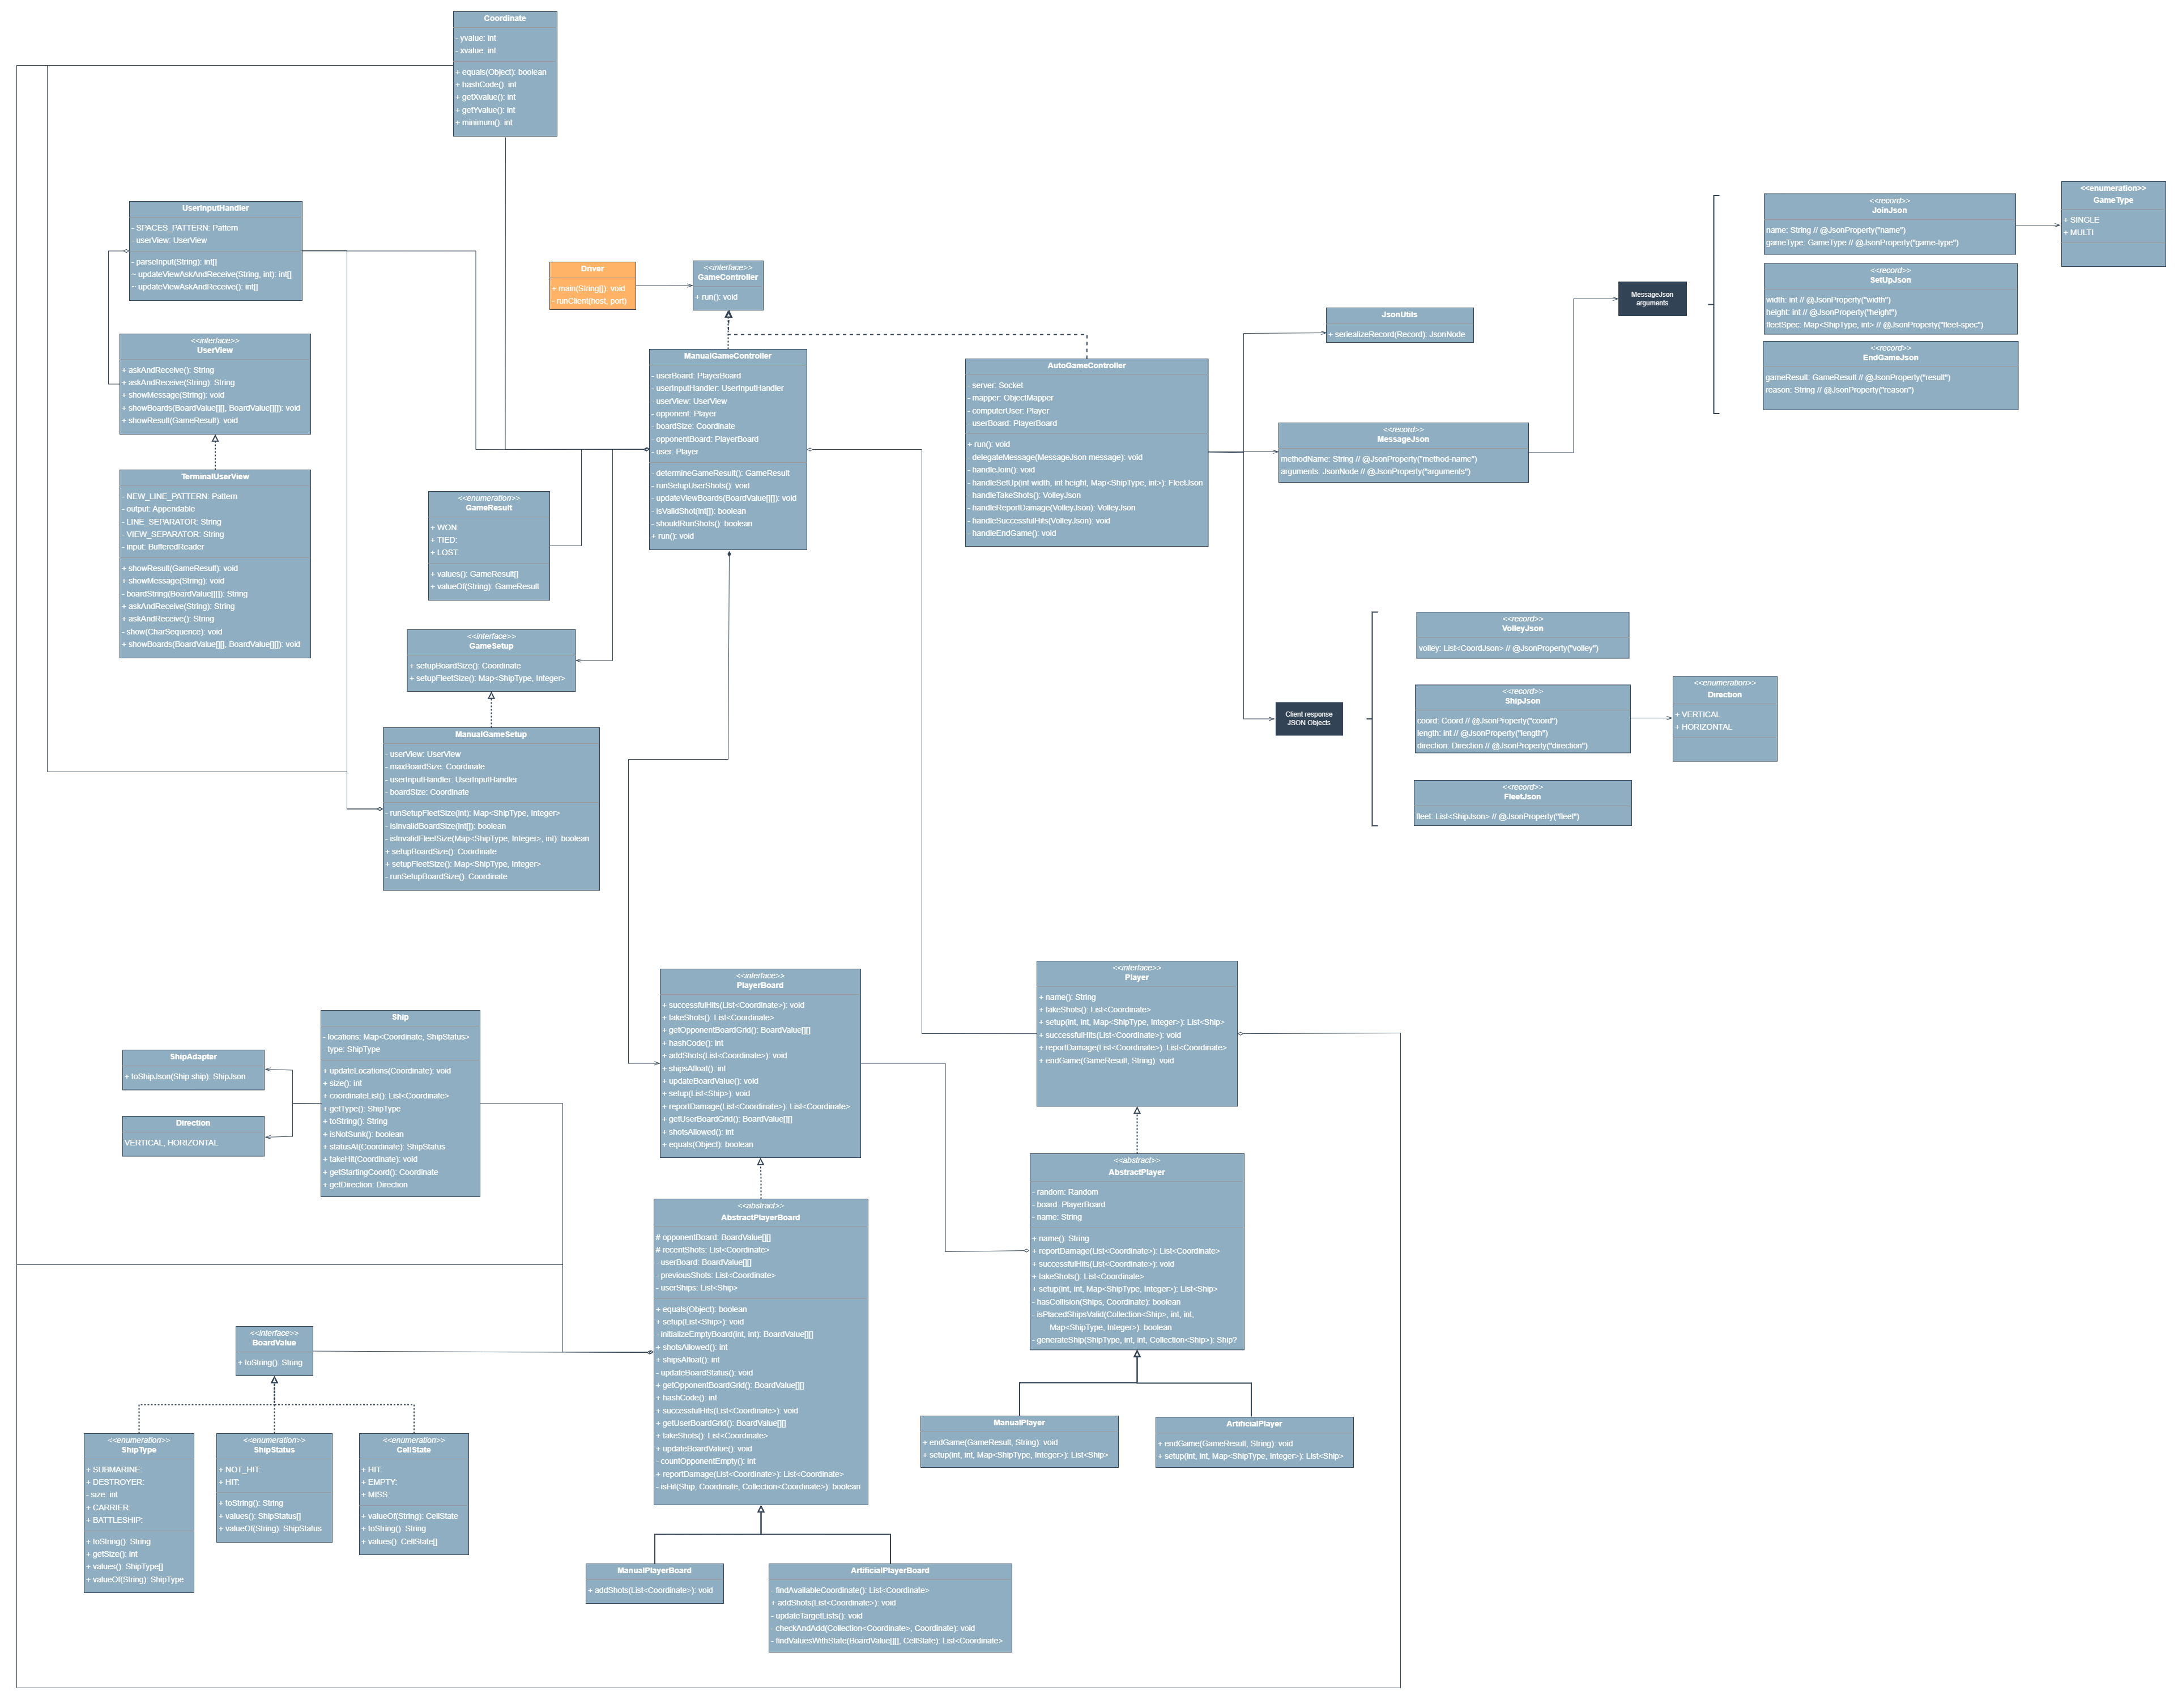 Coordinate
- yvalue: int
- xvalue: int
+ equals(Object): boolean
+ hashCode(): int
+ getXvalue(): int
+ getYvalue(): int
+ minimum(): int
UserInputHandler
- SPACES_PATTERN: Pattern
- userView: UserView
- parseInput(String): int[]
~ updateViewAskAndReceive(String, int): int[]
~ updateViewAskAndReceive(): int[]
<<interface>>
UserView
+ askAndReceive(): String
+ askAndReceive(String): String
+ showMessage(String): void
+ showBoards(BoardValue[][], BoardValue[][]): void
+ showResult(GameResult): void
TerminalUserView
- NEW_LINE_PATTERN: Pattern
- output: Appendable
- LINE_SEPARATOR: String
- VIEW_SEPARATOR: String
- input: BufferedReader
+ showResult(GameResult): void
+ showMessage(String): void
- boardString(BoardValue[][]): String
+ askAndReceive(String): String
+ askAndReceive(): String
- show(CharSequence): void
+ showBoards(BoardValue[][], BoardValue[][]): void
Driver
+ main(String[]): void
- runClient(host, port)
<<interface>>
GameController
+ run(): void
ManualGameController
- userBoard: PlayerBoard
- userInputHandler: UserInputHandler
- userView: UserView
- opponent: Player
- boardSize: Coordinate
- opponentBoard: PlayerBoard
- user: Player
- determineGameResult(): GameResult
- runSetupUserShots(): void
- updateViewBoards(BoardValue[][]): void
- isValidShot(int[]): boolean
- shouldRunShots(): boolean
+ run(): void
AutoGameController
- server: Socket
- mapper: ObjectMapper
- computerUser: Player
- userBoard: PlayerBoard
+ run(): void
- delegateMessage(MessageJson message): void
- handleJoin(): void
- handleSetUp(int width, int height, Map<ShipType, int>): FleetJson
- handleTakeShots(): VolleyJson
- handleReportDamage(VolleyJson): VolleyJson
- handleSuccessfulHits(VolleyJson): void
- handleEndGame(): void
JsonUtils
+ seriealizeRecord(Record): JsonNode
<<record>>
MessageJson
methodName: String // @JsonProperty("method-name")
arguments: JsonNode // @JsonProperty("arguments")
MessageJson
arguments
<<record>>
JoinJson
name: String // @JsonProperty("name")
gameType: GameType // @JsonProperty("game-type")
<<enumeration>>
GameType
+ SINGLE
+ MULTI
<<record>>
SetUpJson
width: int // @JsonProperty("width")
height: int // @JsonProperty("height")
fleetSpec: Map<ShipType, int> // @JsonProperty("fleet-spec")
<<record>>
EndGameJson
gameResult: GameResult // @JsonProperty("result")
reason: String // @JsonProperty("reason")
<<enumeration>>
GameResult
+ WON:
+ TIED:
+ LOST:
+ values(): GameResult[]
+ valueOf(String): GameResult
<<interface>>
GameSetup
+ setupBoardSize(): Coordinate
+ setupFleetSize(): Map<ShipType, Integer>
ManualGameSetup
- userView: UserView
- maxBoardSize: Coordinate
- userInputHandler: UserInputHandler
- boardSize: Coordinate
- runSetupFleetSize(int): Map<ShipType, Integer>
- isInvalidBoardSize(int[]): boolean
- isInvalidFleetSize(Map<ShipType, Integer>, int): boolean
+ setupBoardSize(): Coordinate
+ setupFleetSize(): Map<ShipType, Integer>
- runSetupBoardSize(): Coordinate
Client response
JSON Objects
<<record>>
VolleyJson
volley: List<CoordJson> // @JsonProperty("volley")
<<record>>
ShipJson
coord: Coord // @JsonProperty("coord")
length: int // @JsonProperty("length")
direction: Direction // @JsonProperty("direction")
<<enumeration>>
Direction
+ VERTICAL
+ HORIZONTAL
<<record>>
FleetJson
fleet: List<ShipJson> // @JsonProperty("fleet")
ShipAdapter
+ toShipJson(Ship ship): ShipJson
Direction
VERTICAL, HORIZONTAL
Ship
- locations: Map<Coordinate, ShipStatus>
- type: ShipType
+ updateLocations(Coordinate): void
+ size(): int
+ coordinateList(): List<Coordinate>
+ getType(): ShipType
+ toString(): String
+ isNotSunk(): boolean
+ statusAt(Coordinate): ShipStatus
+ takeHit(Coordinate): void
+ getStartingCoord(): Coordinate
+ getDirection: Direction
<<interface>>
PlayerBoard
+ successfulHits(List<Coordinate>): void
+ takeShots(): List<Coordinate>
+ getOpponentBoardGrid(): BoardValue[][]
+ hashCode(): int
+ addShots(List<Coordinate>): void
+ shipsAfloat(): int
+ updateBoardValue(): void
+ setup(List<Ship>): void
+ reportDamage(List<Coordinate>): List<Coordinate>
+ getUserBoardGrid(): BoardValue[][]
+ shotsAllowed(): int
+ equals(Object): boolean
<<interface>>
Player
+ name(): String
+ takeShots(): List<Coordinate>
+ setup(int, int, Map<ShipType, Integer>): List<Ship>
+ successfulHits(List<Coordinate>): void
+ reportDamage(List<Coordinate>): List<Coordinate>
+ endGame(GameResult, String): void
<<abstract>>
AbstractPlayerBoard
# opponentBoard: BoardValue[][]
# recentShots: List<Coordinate>
- userBoard: BoardValue[][]
- previousShots: List<Coordinate>
- userShips: List<Ship>
+ equals(Object): boolean
+ setup(List<Ship>): void
- initializeEmptyBoard(int, int): BoardValue[][]
+ shotsAllowed(): int
+ shipsAfloat(): int
- updateBoardStatus(): void
+ getOpponentBoardGrid(): BoardValue[][]
+ hashCode(): int
+ successfulHits(List<Coordinate>): void
+ getUserBoardGrid(): BoardValue[][]
+ takeShots(): List<Coordinate>
+ updateBoardValue(): void
- countOpponentEmpty(): int
+ reportDamage(List<Coordinate>): List<Coordinate>
- isHit(Ship, Coordinate, Collection<Coordinate>): boolean
<<abstract>>
AbstractPlayer
- random: Random
- board: PlayerBoard
- name: String
+ name(): String
+ reportDamage(List<Coordinate>): List<Coordinate>
+ successfulHits(List<Coordinate>): void
+ takeShots(): List<Coordinate>
+ setup(int, int, Map<ShipType, Integer>): List<Ship>
- hasCollision(Ships, Coordinate): boolean
- isPlacedShipsValid(Collection<Ship>, int, int,
Map<ShipType, Integer>): boolean
- generateShip(ShipType, int, int, Collection<Ship>): Ship?
<<interface>>
BoardValue
+ toString(): String
<<enumeration>>
ShipType
+ SUBMARINE:
+ DESTROYER:
- size: int
+ CARRIER:
+ BATTLESHIP:
+ toString(): String
+ getSize(): int
+ values(): ShipType[]
+ valueOf(String): ShipType
<<enumeration>>
ShipStatus
+ NOT_HIT:
+ HIT:
+ toString(): String
+ values(): ShipStatus[]
+ valueOf(String): ShipStatus
<<enumeration>>
CellState
+ HIT:
+ EMPTY:
+ MISS:
+ valueOf(String): CellState
+ toString(): String
+ values(): CellState[]
ManualPlayer
+ endGame(GameResult, String): void
+ setup(int, int, Map<ShipType, Integer>): List<Ship>
ArtificialPlayer
+ endGame(GameResult, String): void
+ setup(int, int, Map<ShipType, Integer>): List<Ship>
ManualPlayerBoard
+ addShots(List<Coordinate>): void
ArtificialPlayerBoard
- findAvailableCoordinate(): List<Coordinate>
+ addShots(List<Coordinate>): void
- updateTargetLists(): void
- checkAndAdd(Collection<Coordinate>, Coordinate): void
- findValuesWithState(BoardValue[][], CellState): List<Coordinate>